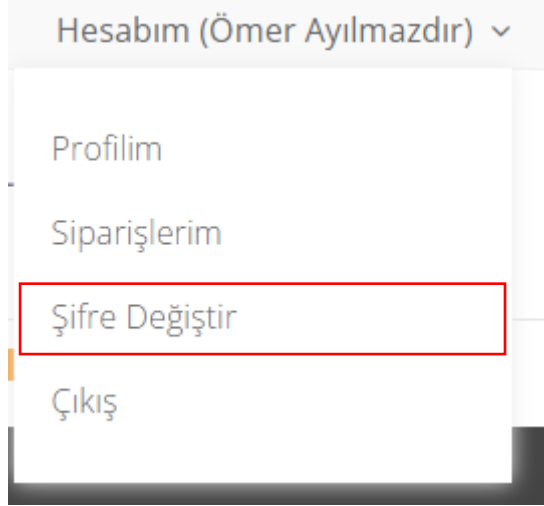 Hesabım (Ömer Ayılmazdır)
Profilim
Siparişlerim
Şifre Değiştir
Çıkış